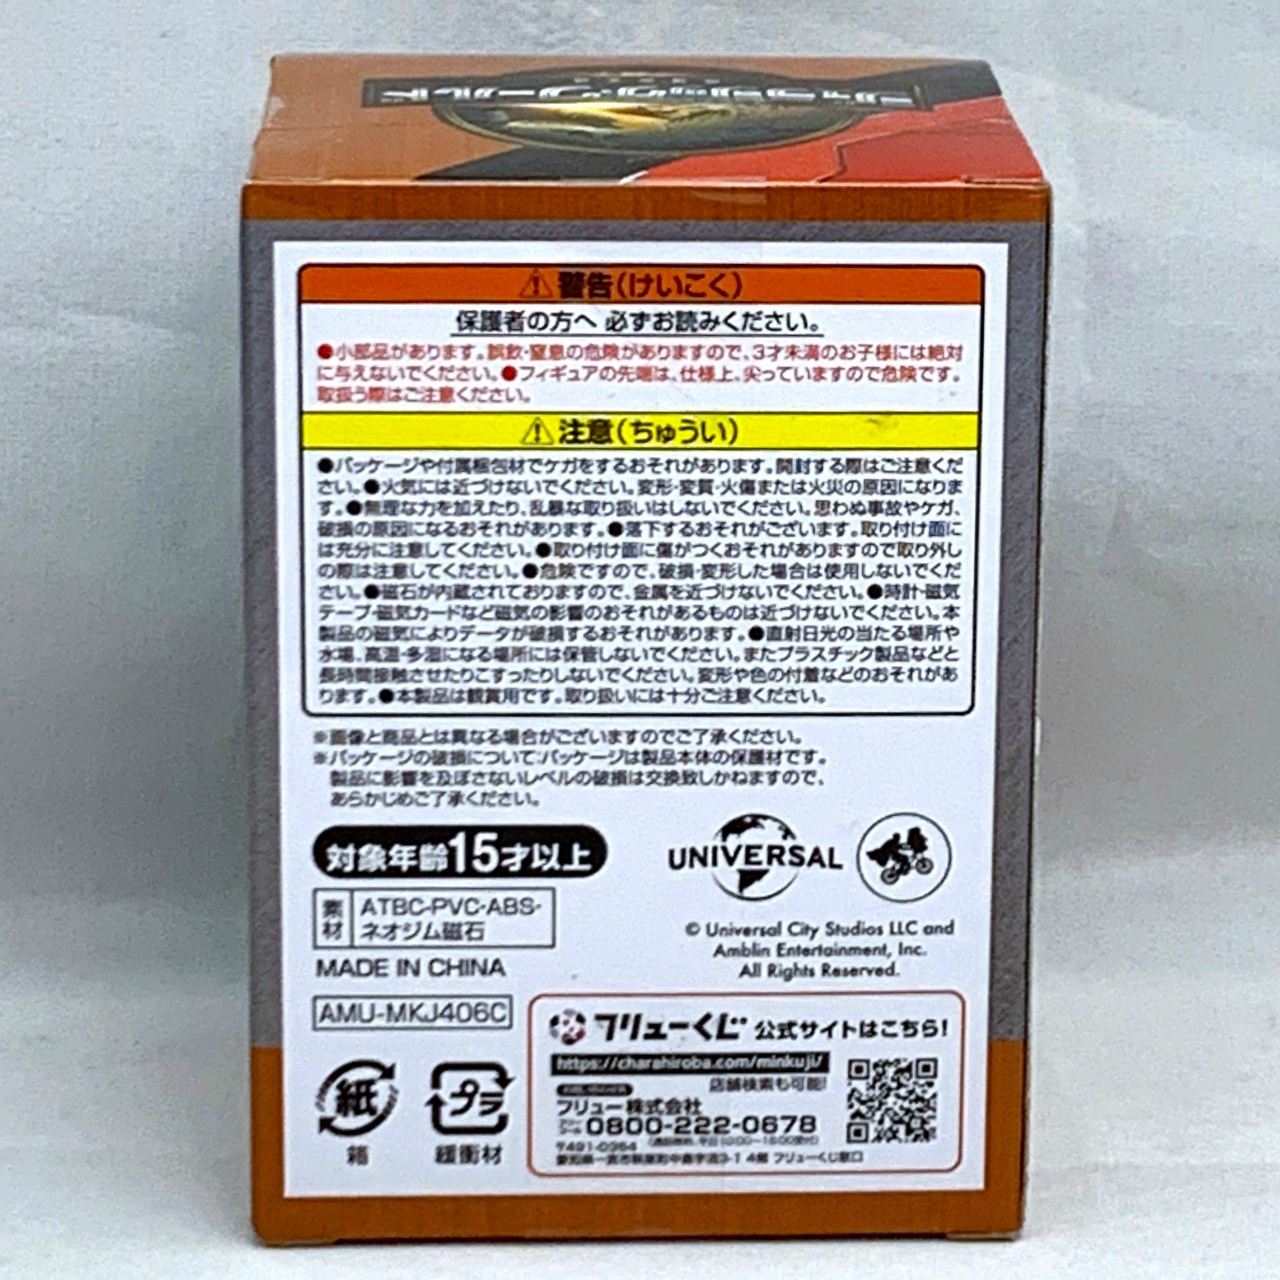 ジュラシック・ワールド
⚠警告(けいこく)
保護者の方へ 必ずお読みください。
●小部品があります。誤飲・窒息の危険がありますので、3才未満のお子様には絶対
に与えないでください。●フィギュアの先端は、仕様上、尖っていますので危険です。
取扱う際はご注意ください。
⚠注意(ちゅうい)
●パッケージや付属梱包材でケガをするおそれがあります。開封する際はご注意くだ
さい。●火気には近づけないでください。変形・変質・火傷または火災の原因になりま
す。●無理な力を加えたり、乱暴な取り扱いはしないでください。思わぬ事故やケガ、
破損の原因になるおそれがあります。●落下するおそれがございます。取り付け面に
は充分に注意してください。●取り付け面に傷がつくおそれがありますので取り外し
の際は注意してください。●危険ですので、破損・変形した場合は使用しないでくだ
さい。●磁石が内蔵されておりますので、金属を近づけないでください。●時計・磁気
テープ・磁気カードなど磁気の影響のおそれがあるものは近づけないでください。本
製品の磁気によりデータが破損するおそれがあります。●直射日光の当たる場所や
水場、高温・多湿になる場所には保管しないでください。またプラスチック製品などと
長時間接触させたりこすったりしないでください。変形や色の付着などのおそれがあ
ります。●本製品は観賞用です。取り扱いには十分ご注意ください。
※画像と商品とは異なる場合がございますのでご了承ください。
※パッケージの破損について:パッケージは製品本体の保護材です。
製品に影響を及ぼさないレベルの破損は交換致しかねますので、
あらかじめご了承ください。
対象年齢15才以上
素材 ATBC-PVC・ABS・
ネオジム磁石
MADE IN CHINA
AMU-MKJ406C
紙
箱
プラ
緩衝材
UNIVERSAL
© Universal City Studios LLC and
Amblin Entertainment, Inc.
All Rights Reserved.
フリューくじ 公式サイトはこちら!
https://charahiroba.com/minkuji/
店舗検索も可能!
フリュー株式会社
0800-222-0678
〒491-0364
フリューくじ窓口